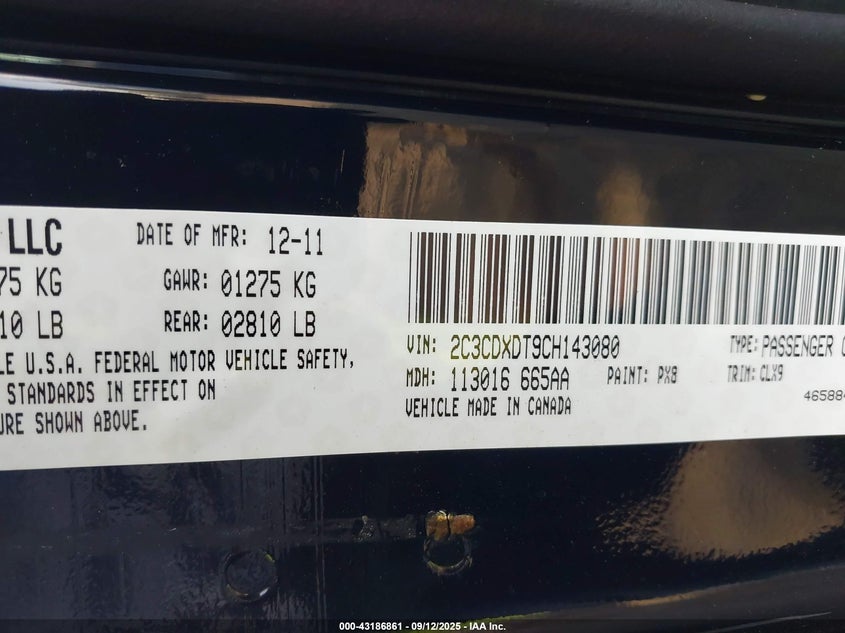 LLC DATE OF MFR: 12-11
75 KG GAWR: 01275 KG
10 LB REAR: 02810 LB
LE U.S.A. FEDERAL MOTOR VEHICLE SAFETY,
STANDARDS IN EFFECT ON
URE SHOWN ABOVE.
VIN: 2C3CDXDT9CH143080 TYPE: PASSENGER C
MDH: 113016 665AA PAINT: PX8 TRIM: CLX9
VEHICLE MADE IN CANADA 46588
000-43186861 - 09/12/2025 - IAA Inc.